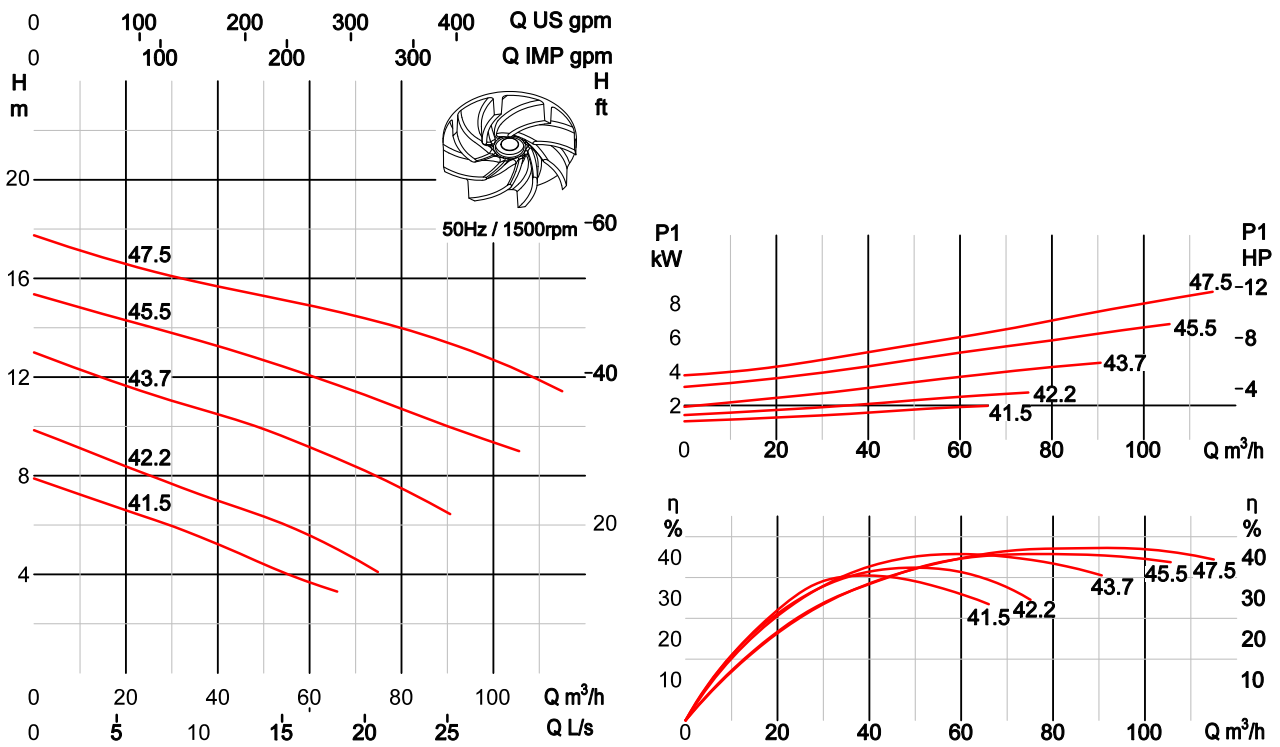 0 100 200 300 400 Q US gpm
0 100 200 300 Q IMP gpm
H
m
H
ft
20
16
12
8
4
60
40
20
50Hz / 1500rpm
47.5
45.5
43.7
42.2
41.5
0 20 40 60 80 100 Q m³/h
0 5 10 15 20 25 Q L/s
P1
kW
P1
HP
8
6
4
2
12
8
4
47.5
45.5
43.7
42.2
41.5
0 20 40 60 80 100 Q m³/h
η
%
η
%
40
30
20
10
40
30
20
10
41.5
42.2
43.7
45.5
47.5
0 20 40 60 80 100 Q m³/h